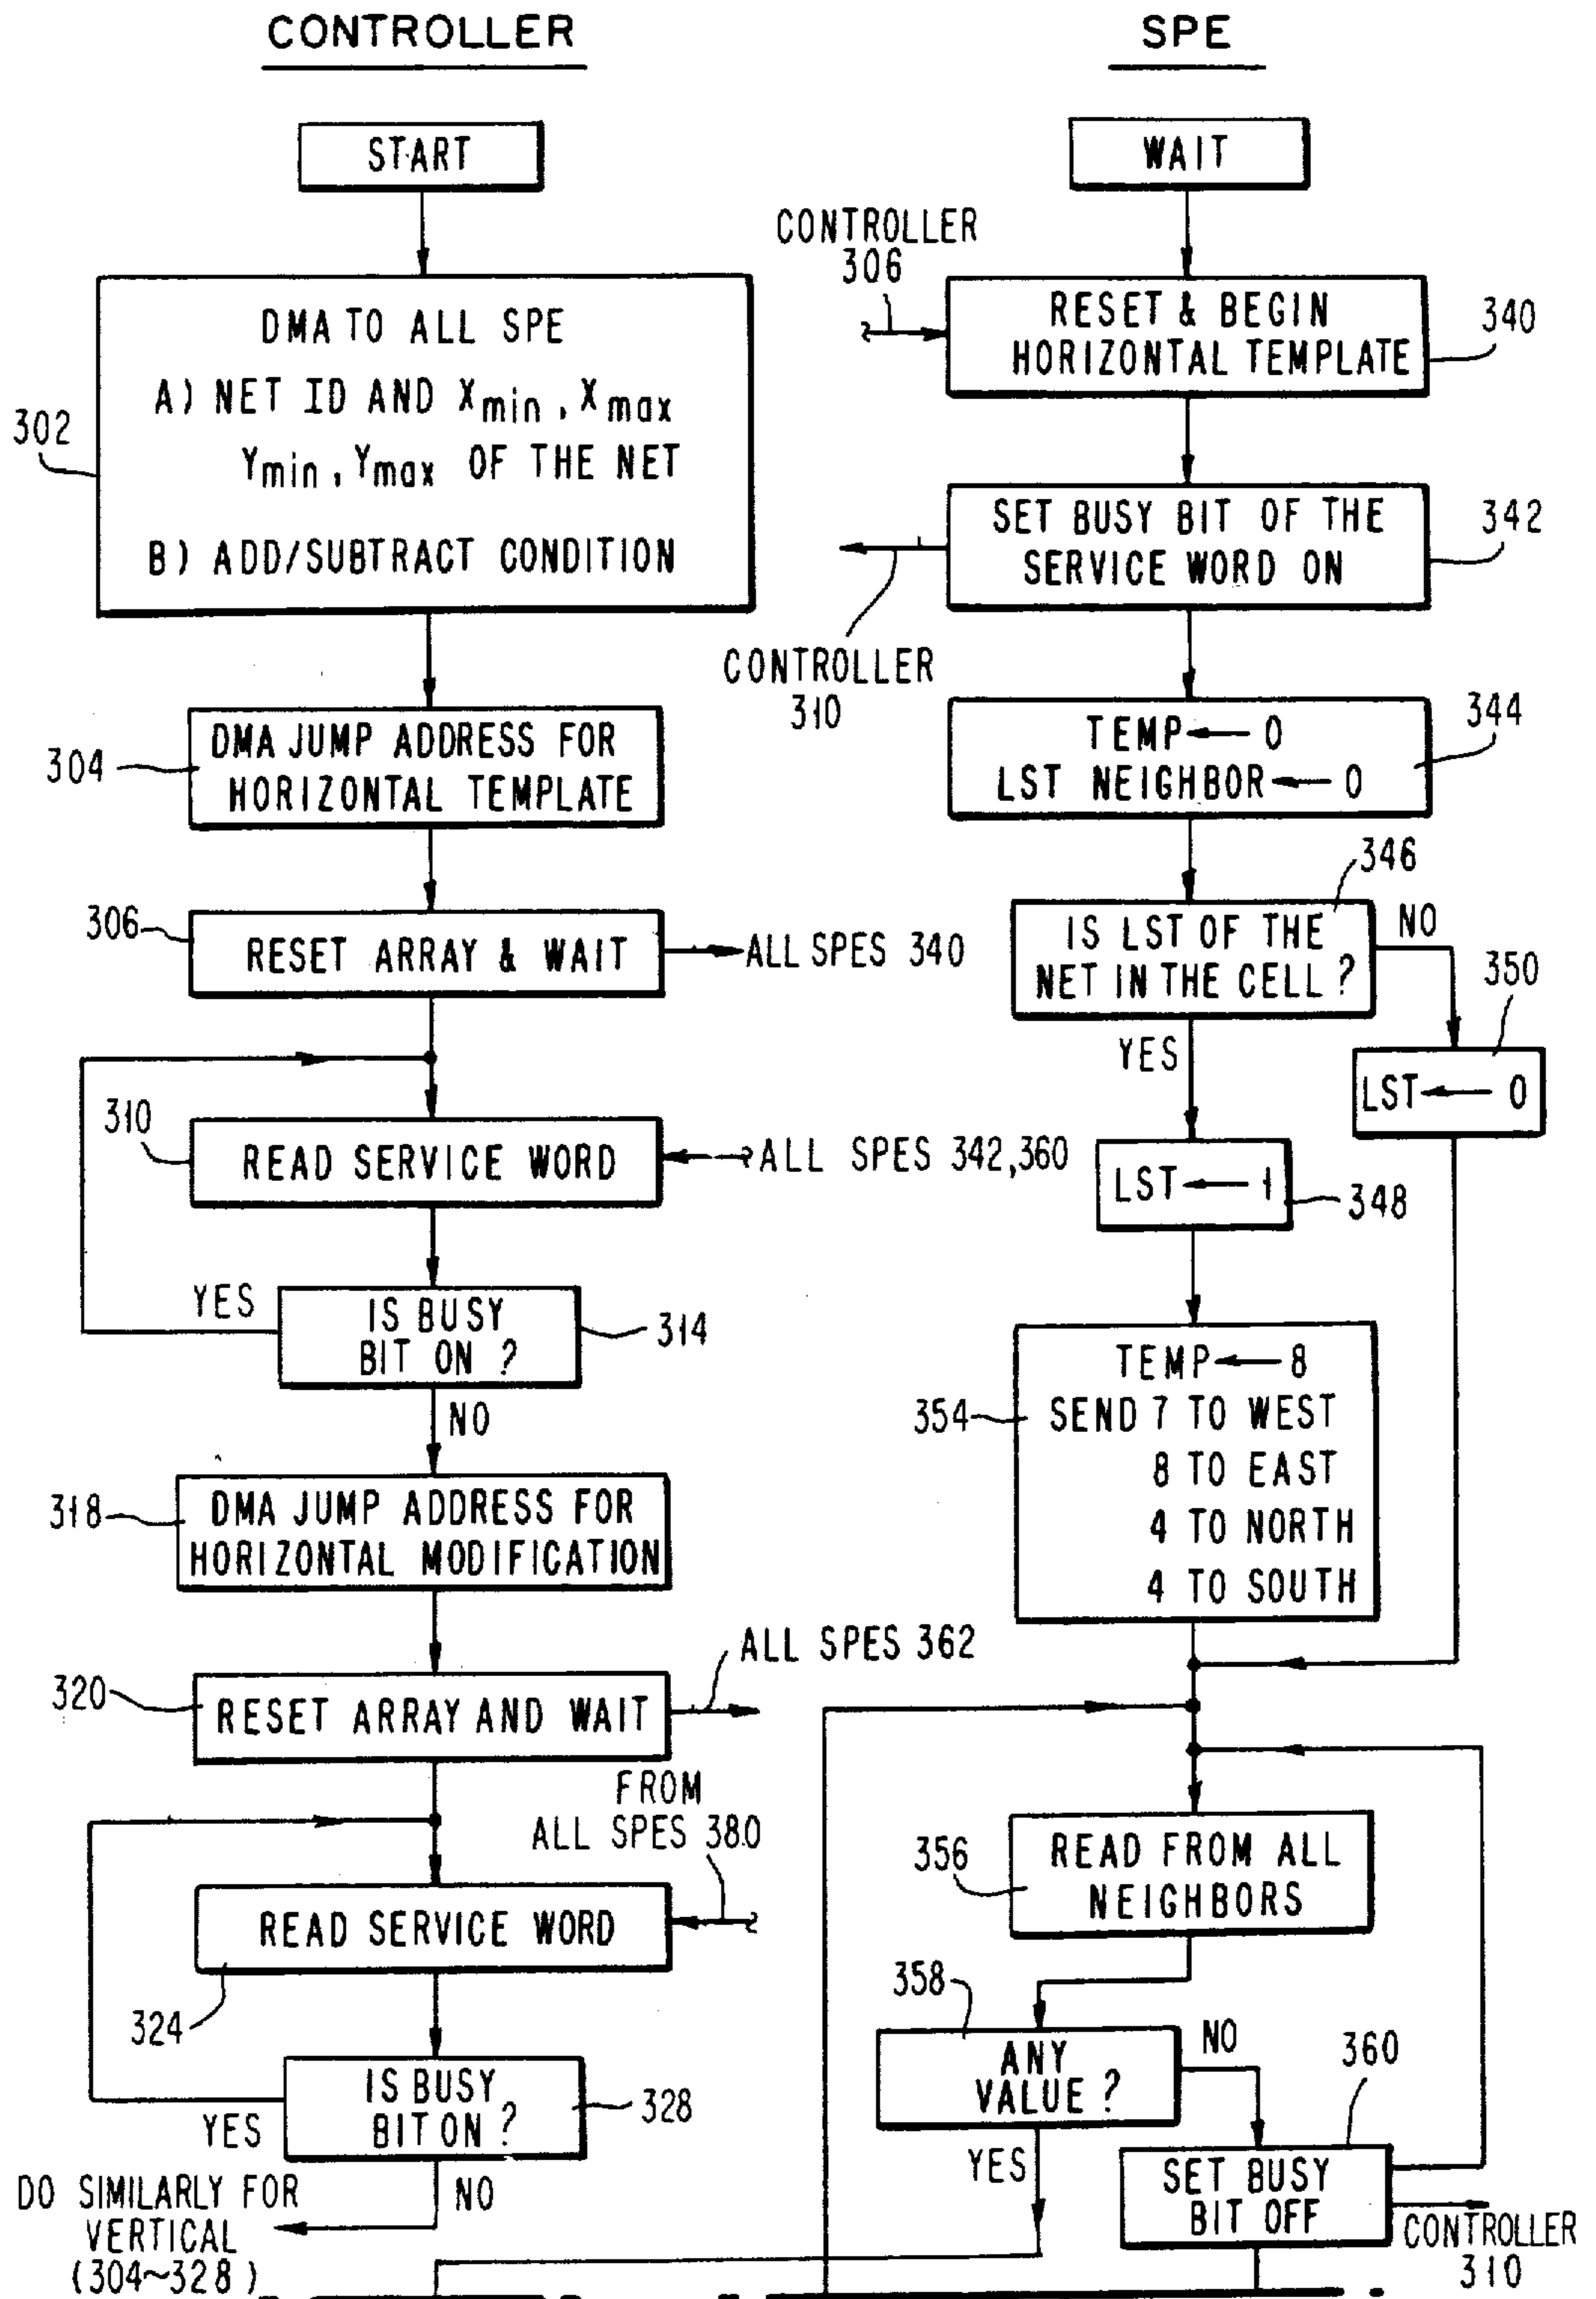 CONTROLLER
START
302
DMA TO ALL SPE
A) NET ID AND Xmin, Xmax
Ymin, Ymax OF THE NET
B) ADD/SUBTRACT CONDITION
304
DMA JUMP ADDRESS FOR
HORIZONTAL TEMPLATE
306
RESET ARRAY & WAIT
ALL SPES 340
310
READ SERVICE WORD
ALL SPES 342,360
YES
IS BUSY
BIT ON ?
314
NO
318
DMA JUMP ADDRESS FOR
HORIZONTAL MODIFICATION
320
RESET ARRAY AND WAIT
ALL SPES 362
FROM
ALL SPES 380
READ SERVICE WORD
324
IS BUSY
BIT ON ?
328
YES
NO
DO SIMILARLY FOR
VERTICAL
(304~328)
SPE
WAIT
CONTROLLER
306
RESET & BEGIN
HORIZONTAL TEMPLATE
340
SET BUSY BIT OF THE
SERVICE WORD ON
342
CONTROLLER
310
TEMP ← 0
LST NEIGHBOR ← 0
344
346
IS LST OF THE
NET IN THE CELL ?
NO
YES
350
LST ← 0
LST ← 1
348
354
TEMP ← 8
SEND 7 TO WEST
8 TO EAST
4 TO NORTH
4 TO SOUTH
356
READ FROM ALL
NEIGHBORS
358
ANY
VALUE ?
NO
YES
360
SET BUSY
BIT OFF
CONTROLLER
310